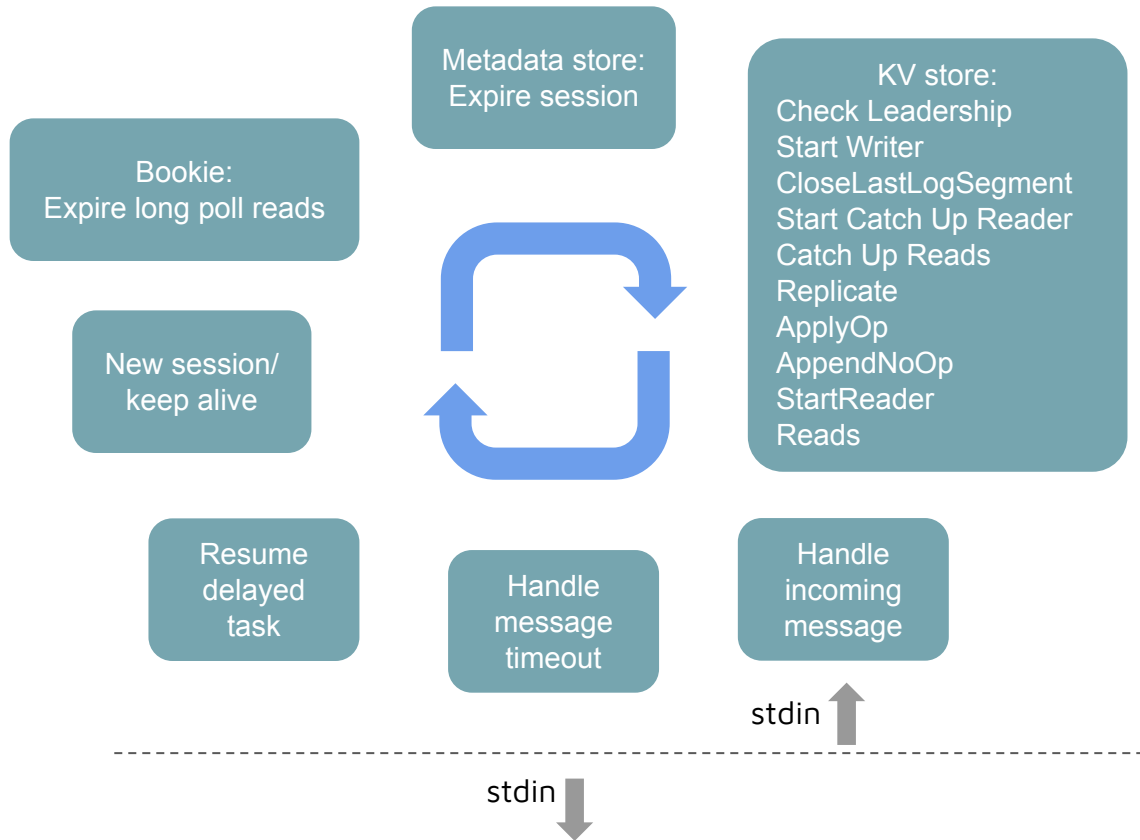 Metadata store:
Expire session
KV store:
Check Leadership
Start Writer
CloseLastLogSegment
Start Catch Up Reader
Catch Up Reads
Replicate
ApplyOp
AppendNoOp
StartReader
Reads
Bookie:
Expire long poll reads
New session/
keep alive
Resume
delayed
task
Handle
message
timeout
Handle
incoming
message
stdin
stdin